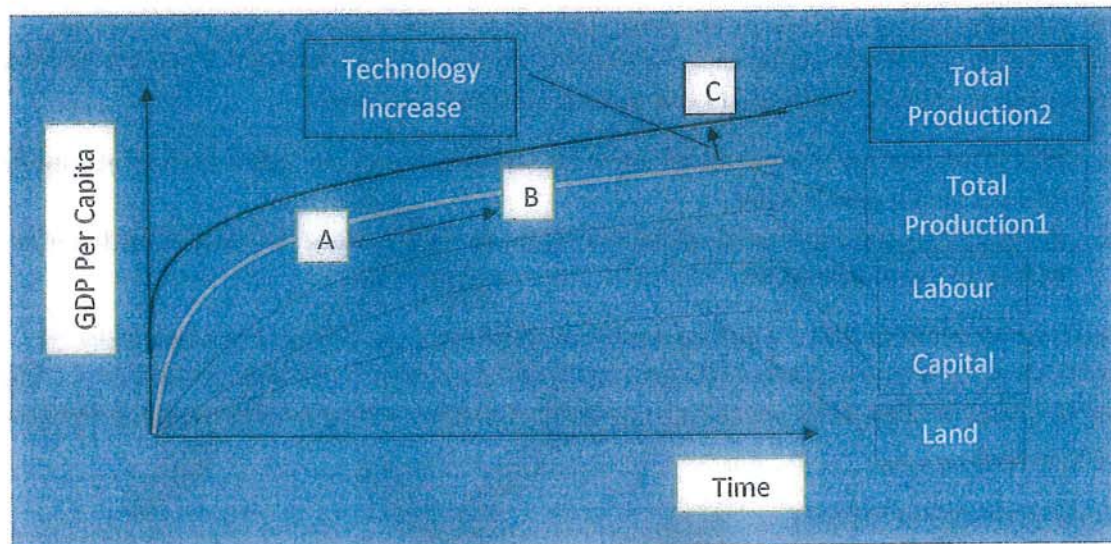 Technology
Increase
C
Total
Production2
GDP Per Capita
B
A
Total
Production1
Labour
Capital
Land
Time